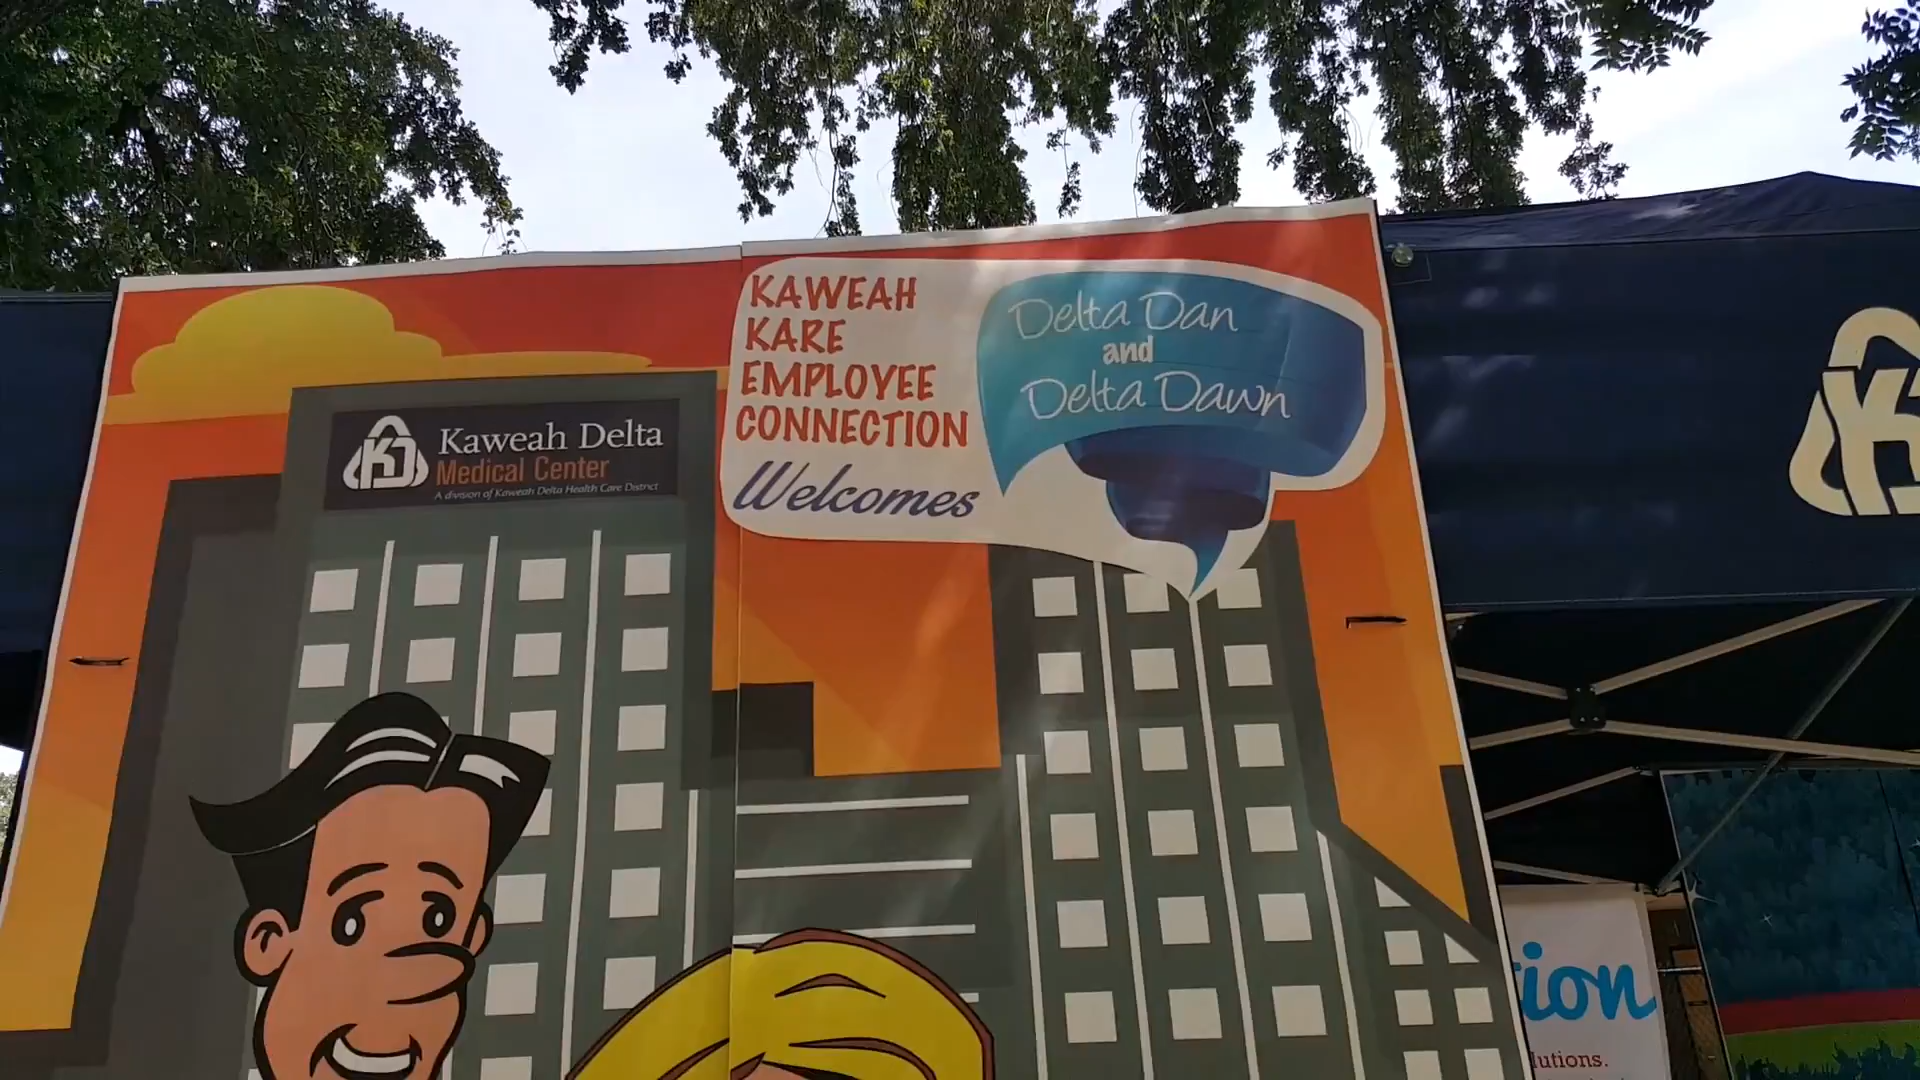 KAWEAH
KARE
EMPLOYEE
CONNECTION
Welcomes
Delta Dan
and
Delta Dawn
KD
Kaweah Delta
Medical Center
A division of Kaweah Delta Health Care District
K
tion
lutions.